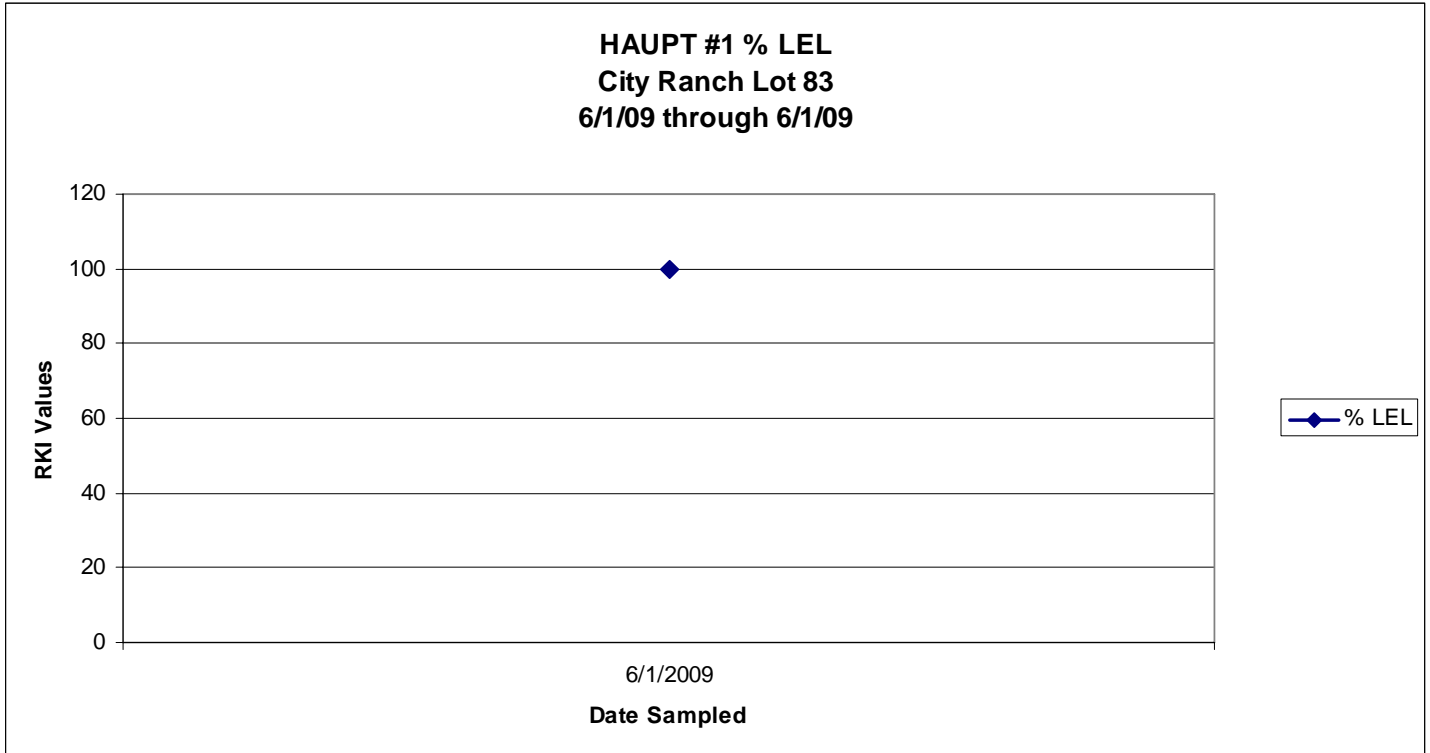 HAUPT #1 % LEL
City Ranch Lot 83
6/1/09 through 6/1/09
120
100
80
60
40
20
0
RKI Values
6/1/2009
Date Sampled
% LEL